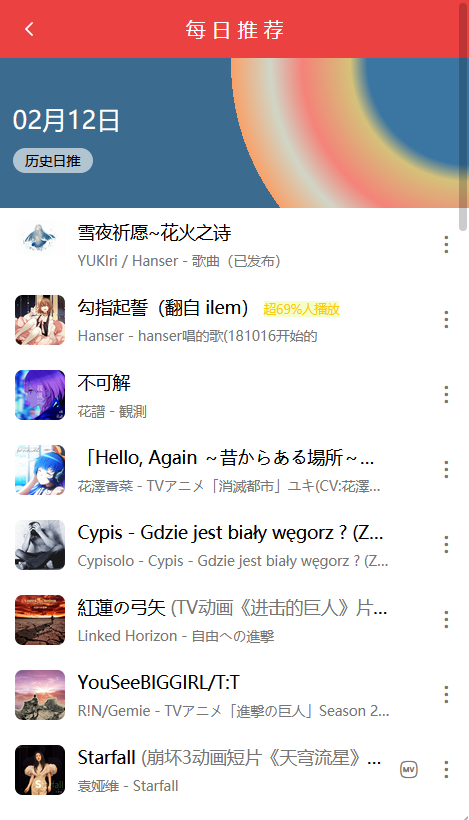 每日推荐
02月12日
历史日推
雪夜祈愿~花火之诗
YUKIri / Hanser - 歌曲（已发布）
勾指起誓（翻自 ilem） 超69%人播放
Hanser - hanser唱的歌(181016开始的
不可解
花譜 - 観測
「Hello, Again ～昔からある場所～...
花澤香菜 - TVアニメ「消滅都市」ユキ(CV:花澤...
Cypis - Gdzie jest biały węgorz ? (Z...
Cypisolo - Cypis - Gdzie jest biały węgorz ? (Z...
紅蓮の弓矢 (TV动画《进击的巨人》片...
Linked Horizon - 自由への進撃
YouSeeBIGGIRL/T:T
R!N/Gemie - TVアニメ「進撃の巨人」Season 2...
Starfall (崩坏3动画短片《天穹流星》... MV
袁娅维 - Starfall